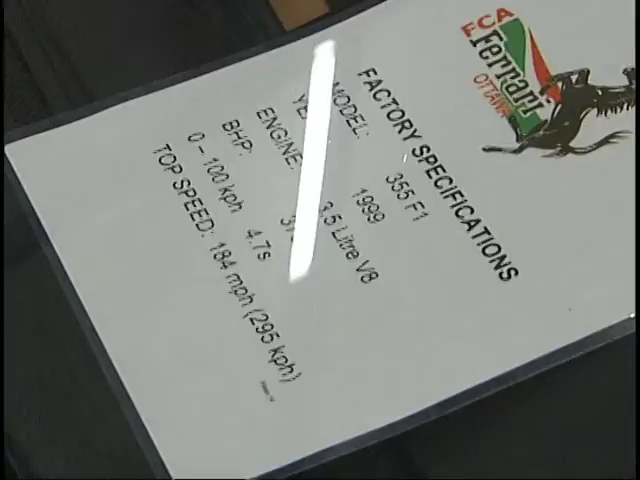 FCA
Ferrari
OTTAWA
FACTORY SPECIFICATIONS
MODEL: 355 F1
1999
ENGINE: 3.5 Litre V8
BHP:
0 – 100 kph 4.7s
TOP SPEED: 184 mph (295 kph)